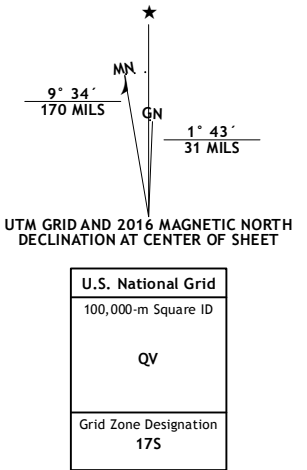 ★
MN
GN
9° 34´
170 MILS
1° 43´
31 MILS
UTM GRID AND 2016 MAGNETIC NORTH
DECLINATION AT CENTER OF SHEET
U.S. National Grid
100,000-m Square ID
QV
Grid Zone Designation
17S